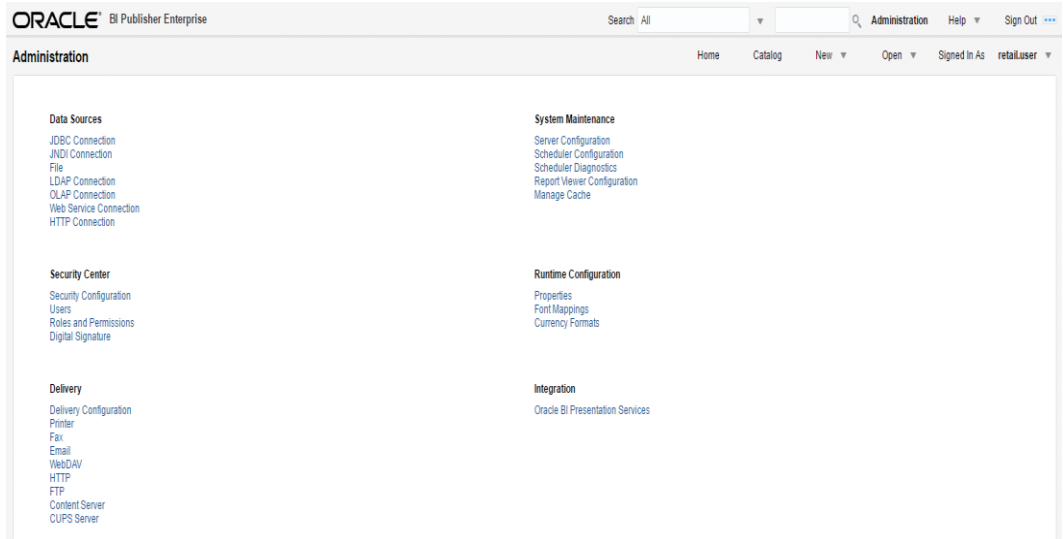 ORACLE® BI Publisher Enterprise Search All Administration Help Sign Out
Administration Home Catalog New Open Signed In As retail.user
Data Sources
JDBC Connection
JNDI Connection
File
LDAP Connection
OLAP Connection
Web Service Connection
HTTP Connection
System Maintenance
Server Configuration
Scheduler Configuration
Scheduler Diagnostics
Report Viewer Configuration
Manage Cache
Security Center
Security Configuration
Users
Roles and Permissions
Digital Signature
Runtime Configuration
Properties
Font Mappings
Currency Formats
Delivery
Delivery Configuration
Printer
Fax
Email
WebDAV
HTTP
FTP
Content Server
CUPS Server
Integration
Oracle BI Presentation Services